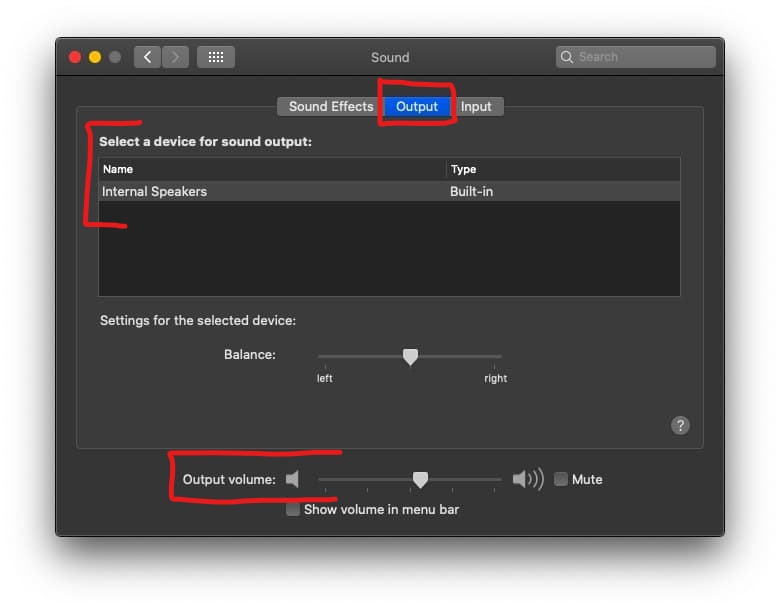 Sound
Search
Sound Effects Output Input
Select a device for sound output:
Name Type
Internal Speakers Built-in
Settings for the selected device:
Balance:
left right
?
Output volume: Mute
Show volume in menu bar